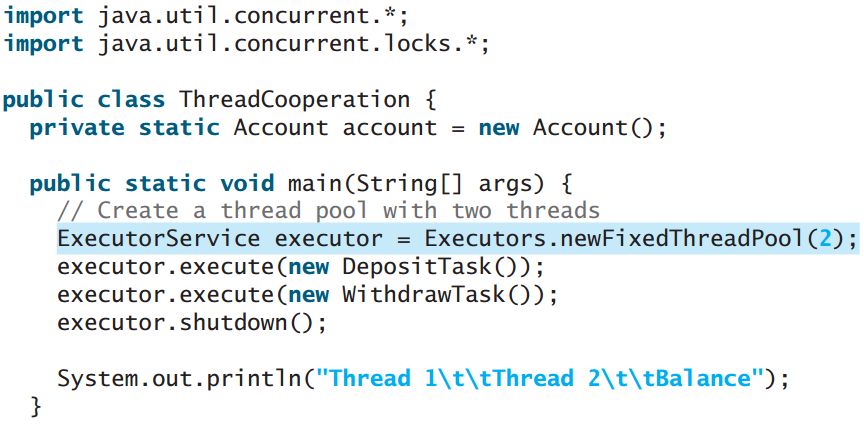 import java.util.concurrent.*;
import java.util.concurrent.locks.*;

public class ThreadCooperation {
  private static Account account = new Account();

  public static void main(String[] args) {
    // Create a thread pool with two threads
    ExecutorService executor = Executors.newFixedThreadPool(2);
    executor.execute(new DepositTask());
    executor.execute(new WithdrawTask());
    executor.shutdown();

    System.out.println("Thread 1\t\tThread 2\t\tBalance");
  }